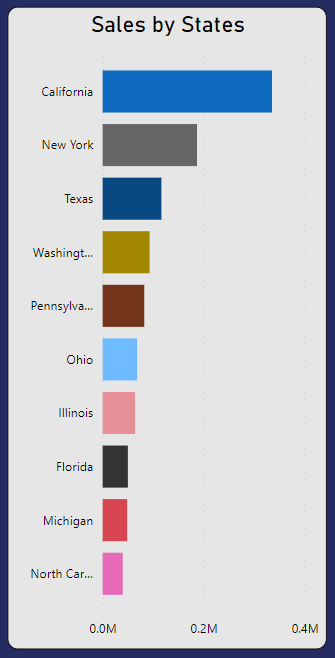 Sales by States
California
New York
Texas
Washingt...
Pennsylva...
Ohio
Illinois
Florida
Michigan
North Car...
0.0M 0.2M 0.4M